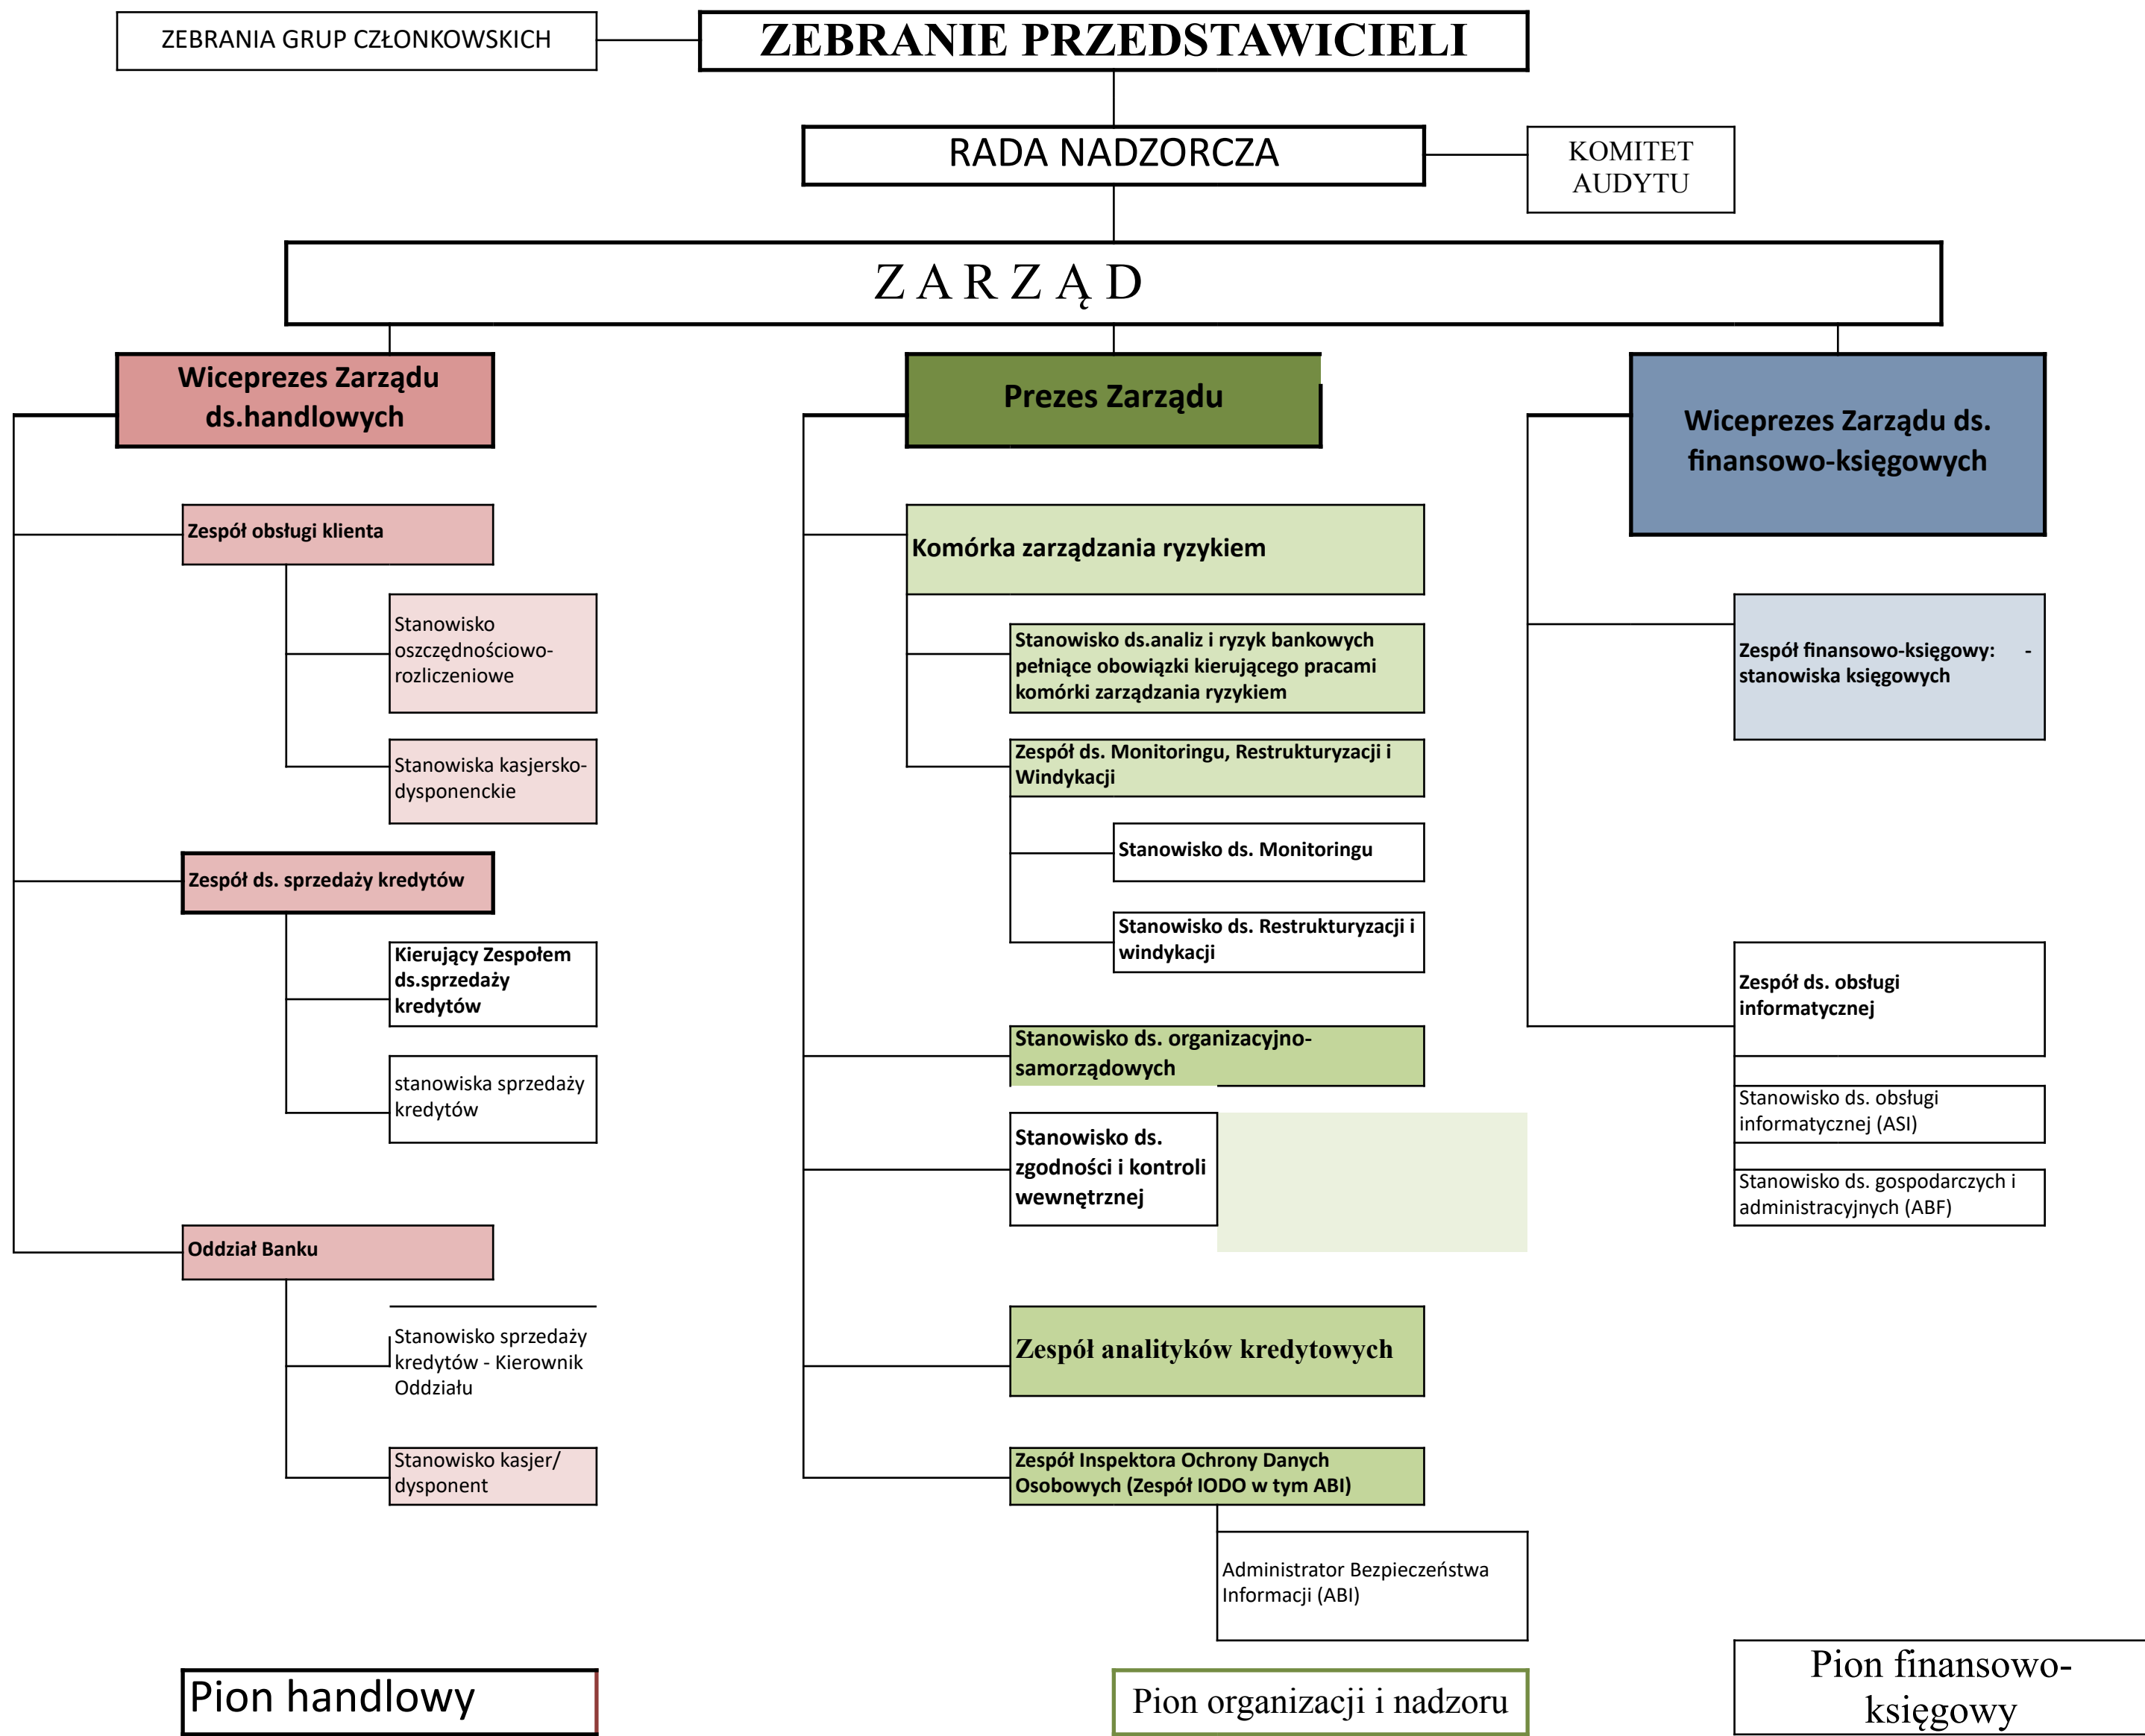 ZEBRANIA GRUP CZŁONKOWSKICH
ZEBRANIE PRZEDSTAWICIELI
RADA NADZORCZA
KOMITET
AUDYTU
Z A R Z Ą D
Wiceprezes Zarządu
ds.handlowych
Prezes Zarządu
Wiceprezes Zarządu ds.
finansowo-księgowych
Zespół obsługi klienta
Stanowisko
oszczędnościowo-
rozliczeniowe
Stanowiska kasjersko-
dysponenckie
Zespół ds. sprzedaży kredytów
Kierujący Zespołem
ds.sprzedaży
kredytów
stanowiska sprzedaży
kredytów
Oddział Banku
Stanowisko sprzedaży
kredytów - Kierownik
Oddziału
Stanowisko kasjer/
dysponent
Komórka zarządzania ryzykiem
Stanowisko ds.analiz i ryzyk bankowych
pełniące obowiązki kierującego pracami
komórki zarządzania ryzykiem
Zespół ds. Monitoringu, Restrukturyzacji i
Windykacji
Stanowisko ds. Monitoringu
Stanowisko ds. Restrukturyzacji i
windykacji
Stanowisko ds. organizacyjno-
samorządowych
Stanowisko ds.
zgodności i kontroli
wewnętrznej
Zespół analityków kredytowych
Zespół Inspektora Ochrony Danych
Osobowych (Zespół IODO w tym ABI)
Administrator Bezpieczeństwa
Informacji (ABI)
Zespół finansowo-księgowy: -
stanowiska księgowych
Zespół ds. obsługi
informatycznej
Stanowisko ds. obsługi
informatycznej (ASI)
Stanowisko ds. gospodarczych i
administracyjnych (ABF)
Pion handlowy
Pion organizacji i nadzoru
Pion finansowo-
księgowy